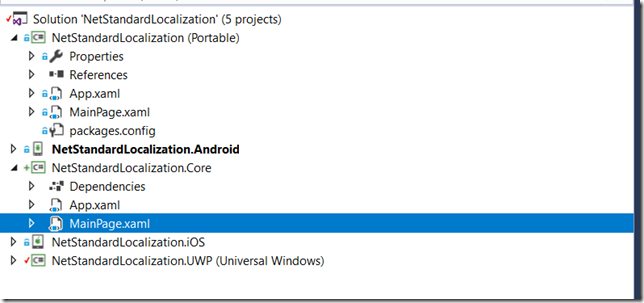 Solution 'NetStandardLocalization' (5 projects)
NetStandardLocalization (Portable)
Properties
References
App.xaml
MainPage.xaml
packages.config
NetStandardLocalization.Android
NetStandardLocalization.Core
Dependencies
App.xaml
MainPage.xaml
NetStandardLocalization.iOS
NetStandardLocalization.UWP (Universal Windows)